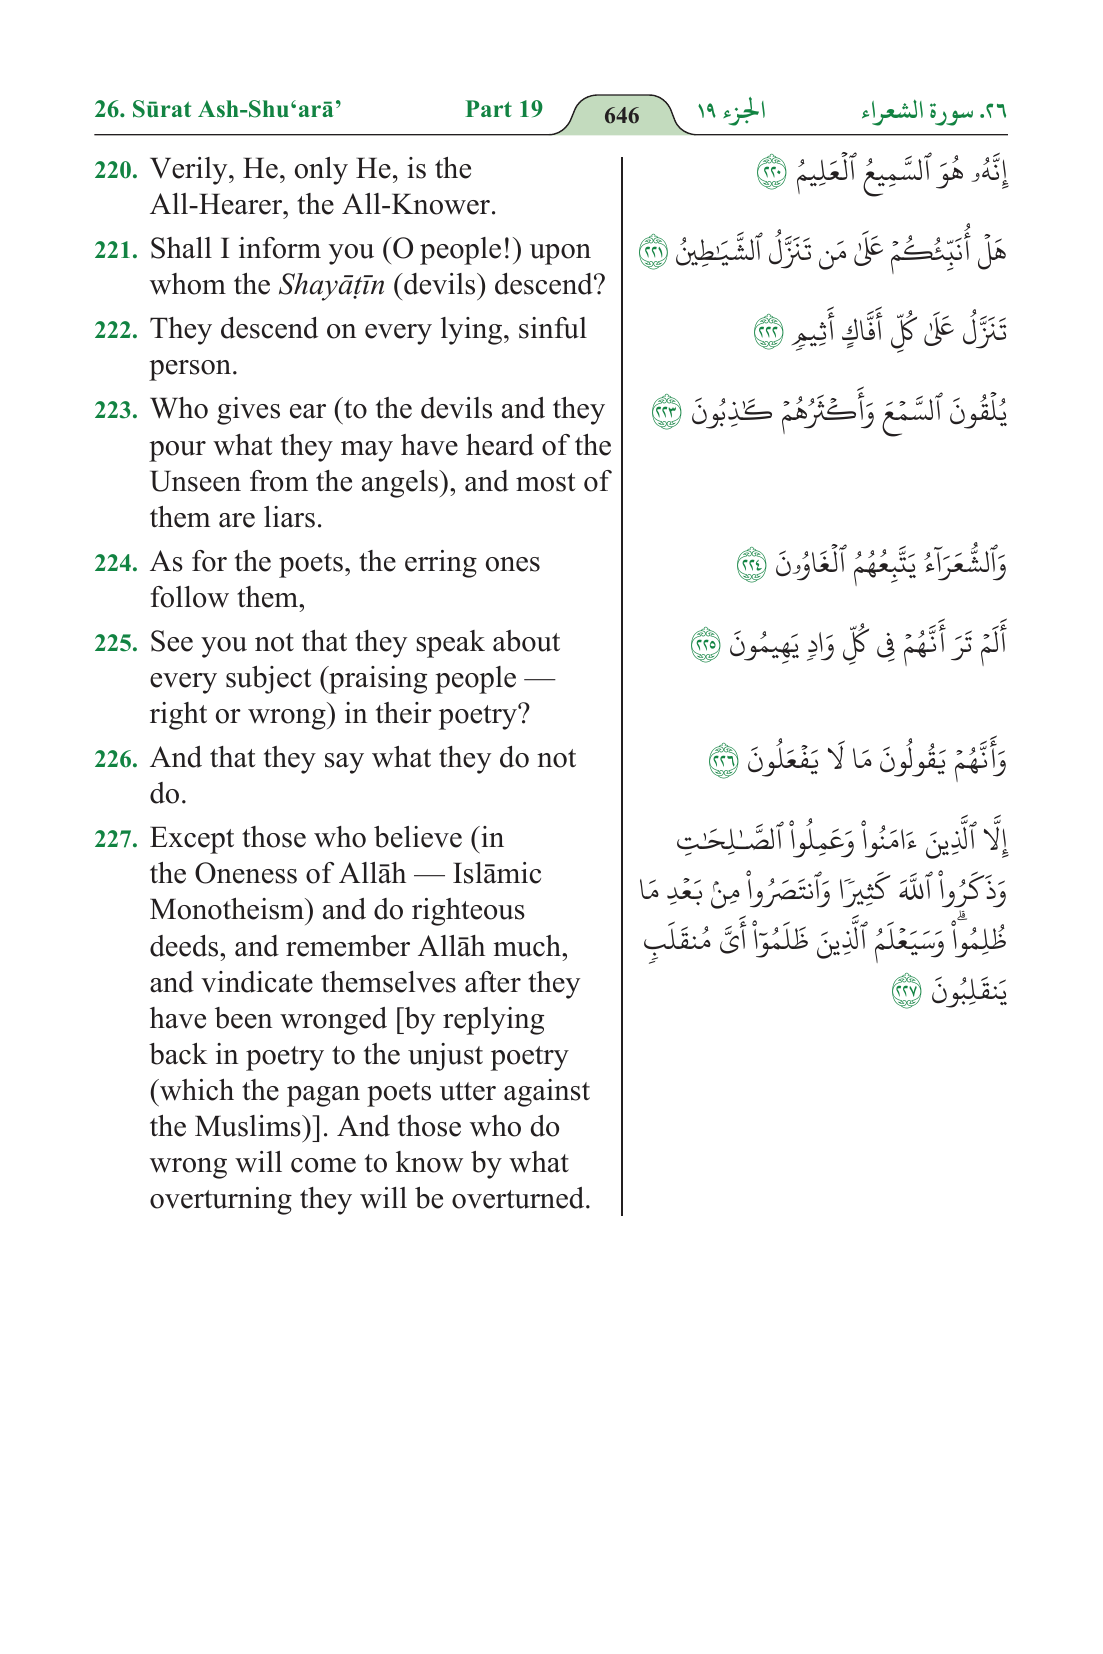 26. Sūrat Ash-Shu‘arā’ Part 19 646 الجزء ١٩ ٢٦. سورة الشعراء
220. Verily, He, only He, is the
All-Hearer, the All-Knower.
221. Shall I inform you (O people!) upon
whom the Shayāṭīn (devils) descend?
222. They descend on every lying, sinful
person.
223. Who gives ear (to the devils and they
pour what they may have heard of the
Unseen from the angels), and most of
them are liars.
224. As for the poets, the erring ones
follow them,
225. See you not that they speak about
every subject (praising people —
right or wrong) in their poetry?
226. And that they say what they do not
do.
227. Except those who believe (in
the Oneness of Allāh — Islāmic
Monotheism) and do righteous
deeds, and remember Allāh much,
and vindicate themselves after they
have been wronged [by replying
back in poetry to the unjust poetry
(which the pagan poets utter against
the Muslims)]. And those who do
wrong will come to know by what
overturning they will be overturned.
إِنَّهُۥ هُوَ ٱلسَّمِيعُ ٱلْعَلِيمُ ٢٢٠
هَلْ أُنَبِّئُكُمْ عَلَىٰ مَن تَنَزَّلُ ٱلشَّيَـٰطِينُ ٢٢١
تَنَزَّلُ عَلَىٰ كُلِّ أَفَّاكٍ أَثِيمٍ ٢٢٢
يُلْقُونَ ٱلسَّمْعَ وَأَكْثَرُهُمْ كَـٰذِبُونَ ٢٢٣
وَٱلشُّعَرَآءُ يَتَّبِعُهُمُ ٱلْغَاوُۥنَ ٢٢٤
أَلَمْ تَرَ أَنَّهُمْ فِى كُلِّ وَادٍ يَهِيمُونَ ٢٢٥
وَأَنَّهُمْ يَقُولُونَ مَا لَا يَفْعَلُونَ ٢٢٦
إِلَّا ٱلَّذِينَ ءَامَنُوا۟ وَعَمِلُوا۟ ٱلصَّـٰلِحَـٰتِ
وَذَكَرُوا۟ ٱللَّهَ كَثِيرًا وَٱنتَصَرُوا۟ مِنۢ بَعْدِ مَا
ظُلِمُوا۟ ۗ وَسَيَعْلَمُ ٱلَّذِينَ ظَلَمُوٓا۟ أَىَّ مُنقَلَبٍ
يَنقَلِبُونَ ٢٢٧